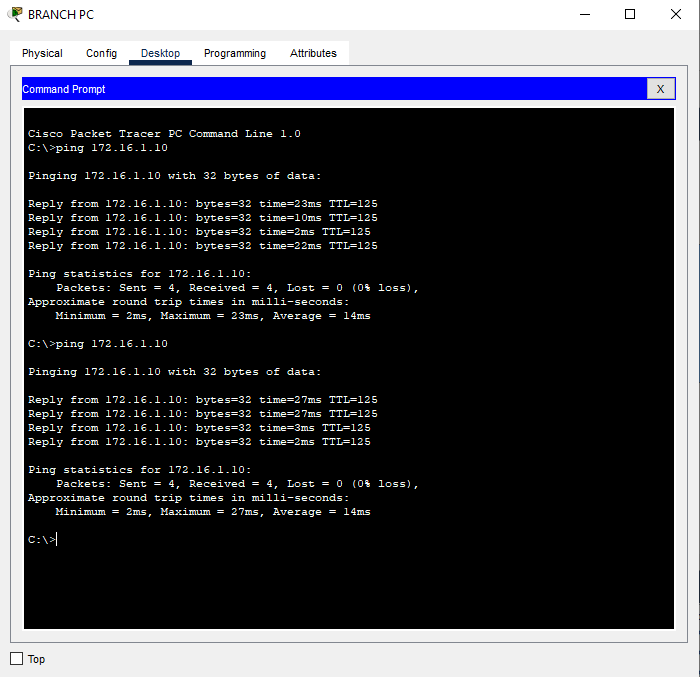 BRANCH PC
Physical Config Desktop Programming Attributes
Command Prompt X
Cisco Packet Tracer PC Command Line 1.0
C:\>ping 172.16.1.10
Pinging 172.16.1.10 with 32 bytes of data:
Reply from 172.16.1.10: bytes=32 time=23ms TTL=125
Reply from 172.16.1.10: bytes=32 time=10ms TTL=125
Reply from 172.16.1.10: bytes=32 time=2ms TTL=125
Reply from 172.16.1.10: bytes=32 time=22ms TTL=125
Ping statistics for 172.16.1.10:
    Packets: Sent = 4, Received = 4, Lost = 0 (0% loss),
Approximate round trip times in milli-seconds:
    Minimum = 2ms, Maximum = 23ms, Average = 14ms
C:\>ping 172.16.1.10
Pinging 172.16.1.10 with 32 bytes of data:
Reply from 172.16.1.10: bytes=32 time=27ms TTL=125
Reply from 172.16.1.10: bytes=32 time=27ms TTL=125
Reply from 172.16.1.10: bytes=32 time=3ms TTL=125
Reply from 172.16.1.10: bytes=32 time=2ms TTL=125
Ping statistics for 172.16.1.10:
    Packets: Sent = 4, Received = 4, Lost = 0 (0% loss),
Approximate round trip times in milli-seconds:
    Minimum = 2ms, Maximum = 27ms, Average = 14ms
C:\>
Top